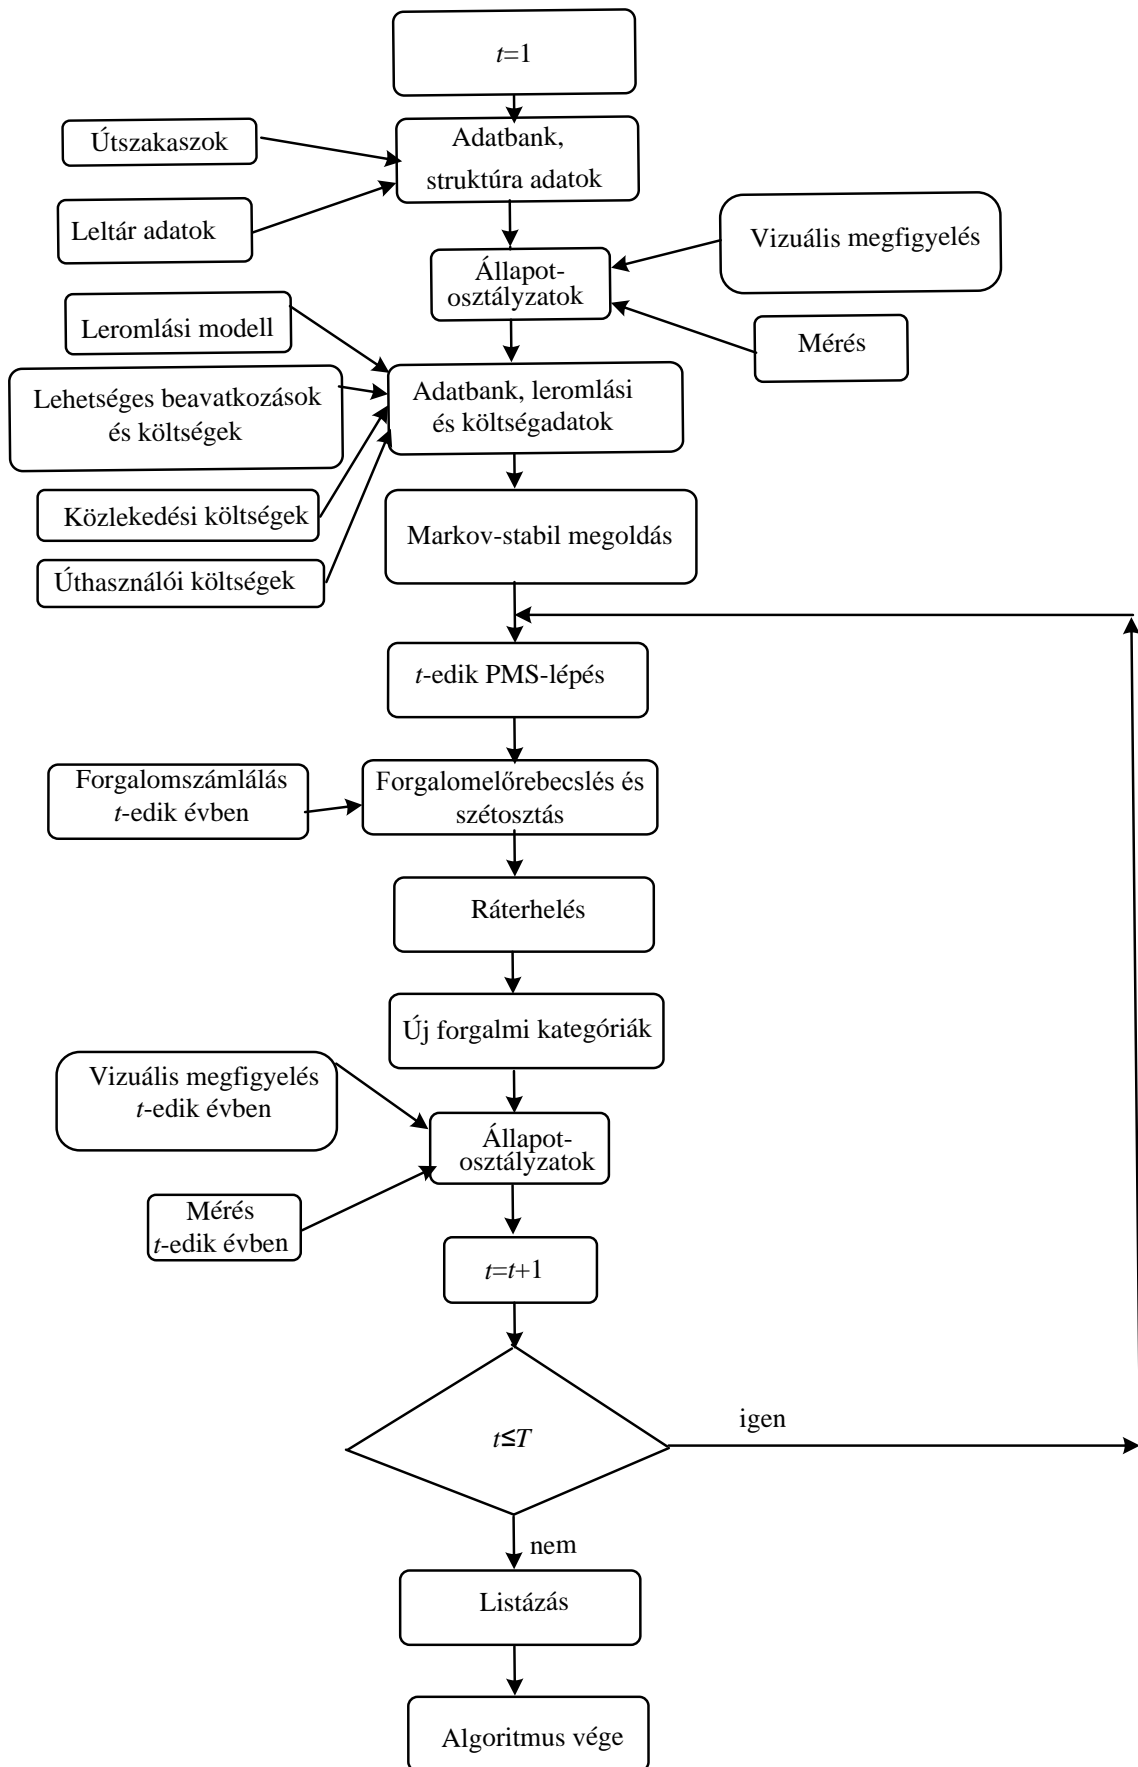 t=1
Útszakaszok
Adatbank,
struktúra adatok
Leltár adatok
Vizuális megfigyelés
Állapot-
osztályzatok
Leromlási modell
Mérés
Lehetséges beavatkozások
és költségek
Adatbank, leromlási
és költségadatok
Közlekedési költségek
Markov-stabil megoldás
Úthasználói költségek
t-edik PMS-lépés
Forgalomszámlálás
t-edik évben
Forgalomelőrebecslés és
szétosztás
Ráterhelés
Új forgalmi kategóriák
Vizuális megfigyelés
t-edik évben
Állapot-
osztályzatok
Mérés
t-edik évben
t=t+1
t≤T
igen
nem
Listázás
Algoritmus vége